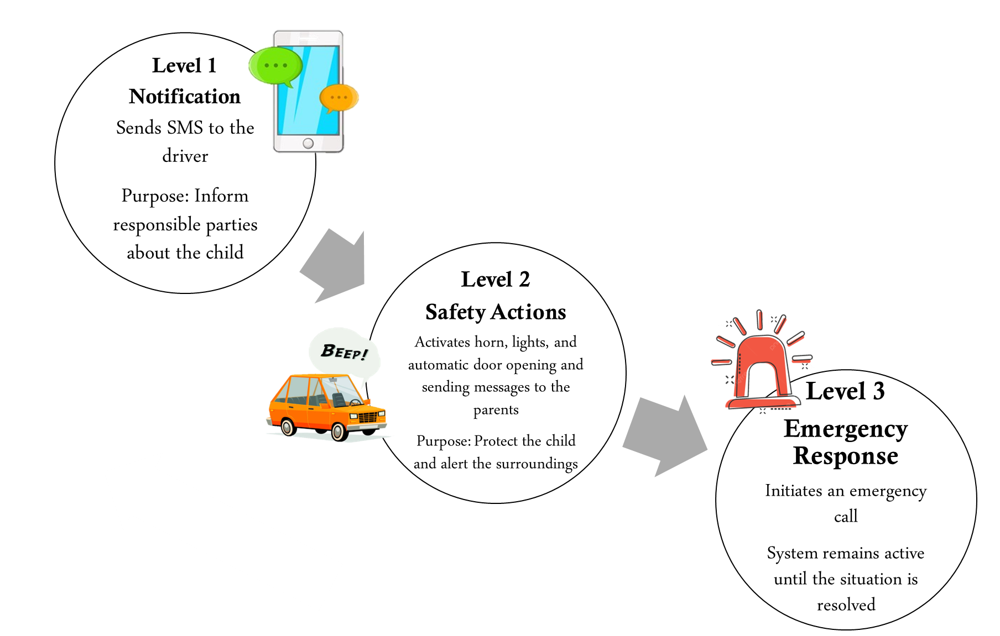 Level 1
Notification
Sends SMS to the
driver
Purpose: Inform
responsible parties
about the child
Level 2
Safety Actions
Activates horn, lights, and
automatic door opening and
sending messages to the
parents
Purpose: Protect the child
and alert the surroundings
BEEP!
Level 3
Emergency
Response
Initiates an emergency
call
System remains active
until the situation is
resolved